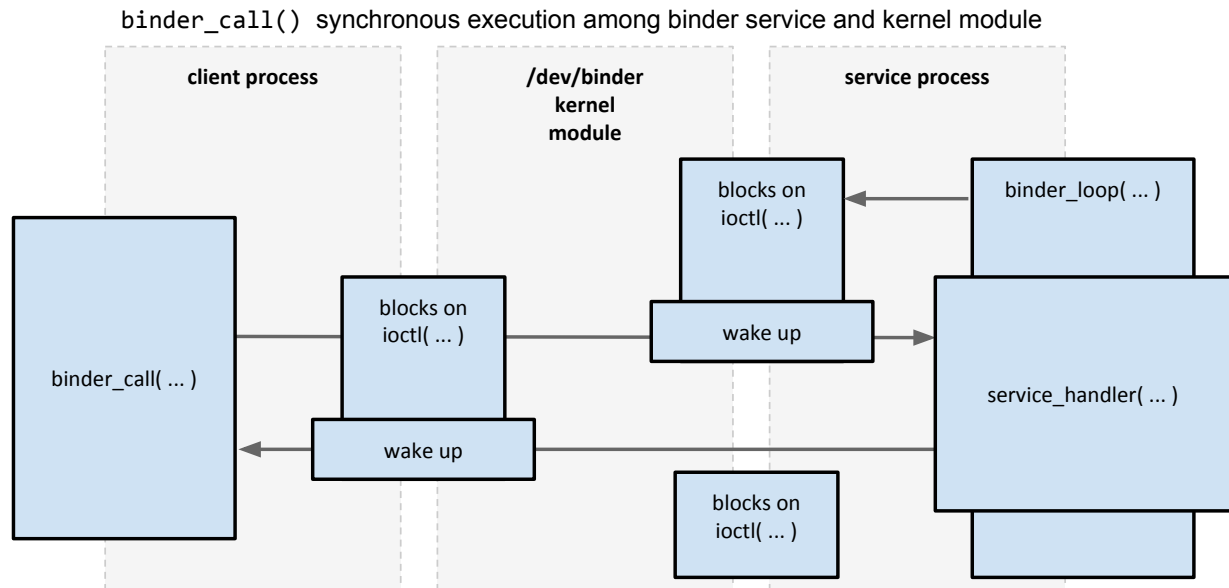 binder_call() synchronous execution among binder service and kernel module
client process
/dev/binder
kernel
module
service process
blocks on
ioctl( ... )
binder_loop( ... )
blocks on
ioctl( ... )
wake up
binder_call( ... )
service_handler( ... )
wake up
blocks on
ioctl( ... )